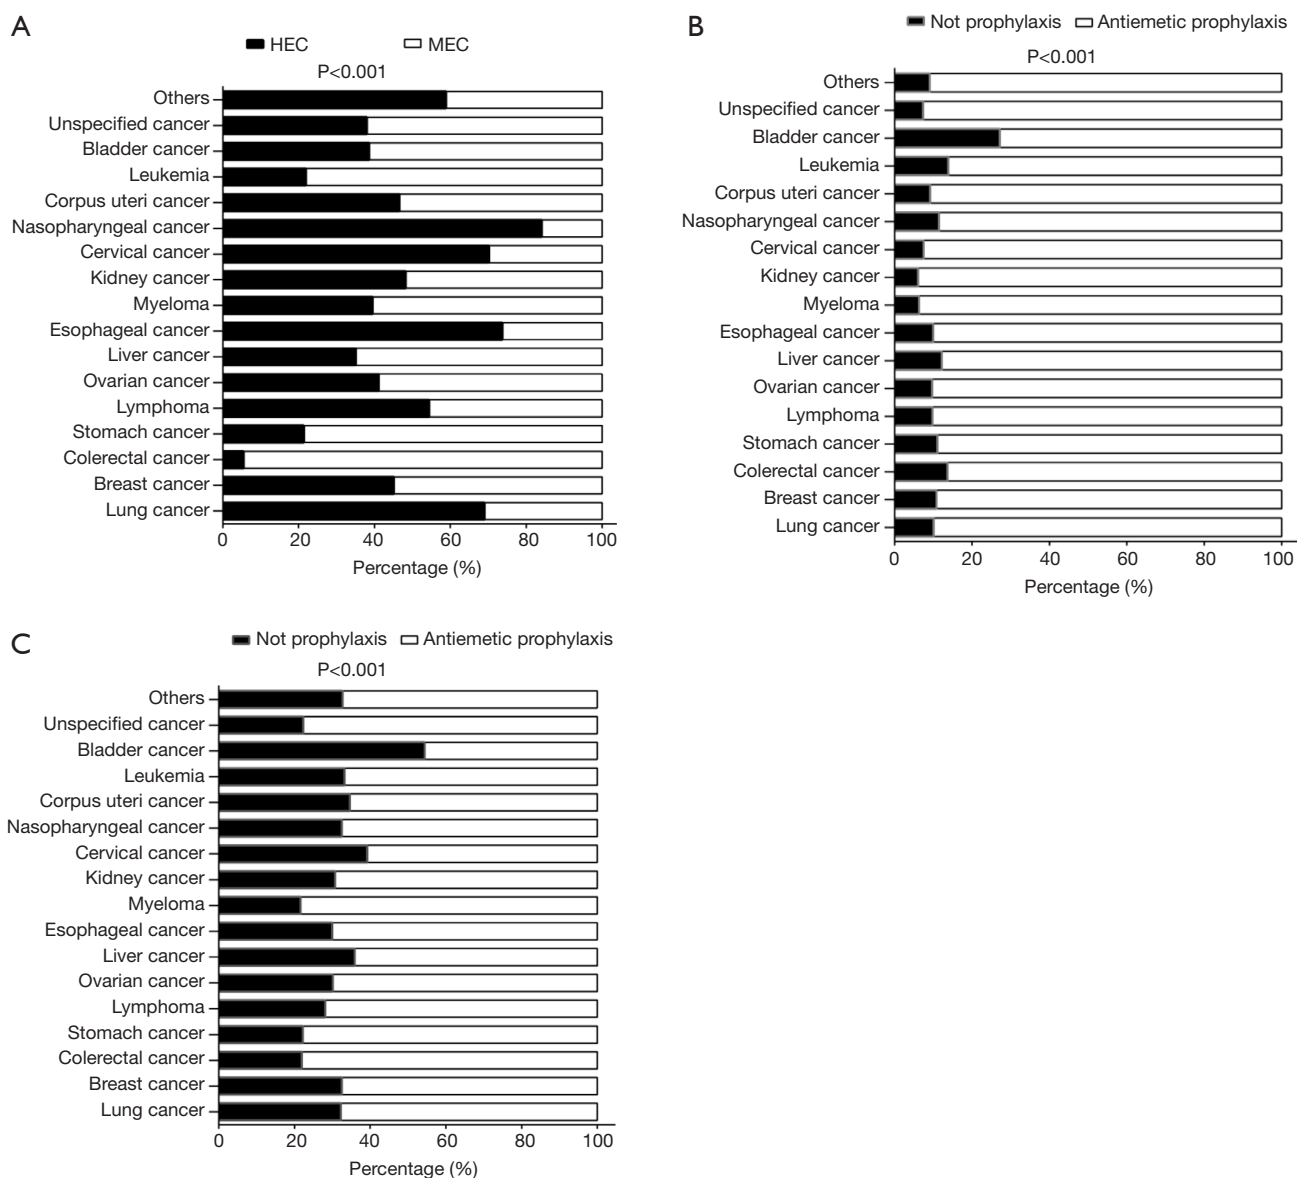 A
HEC MEC
P<0.001
Others
Unspecified cancer
Bladder cancer
Leukemia
Corpus uteri cancer
Nasopharyngeal cancer
Cervical cancer
Kidney cancer
Myeloma
Esophageal cancer
Liver cancer
Ovarian cancer
Lymphoma
Stomach cancer
Colerectal cancer
Breast cancer
Lung cancer
0 20 40 60 80 100
Percentage (%)
B
Not prophylaxis Antiemetic prophylaxis
P<0.001
Others
Unspecified cancer
Bladder cancer
Leukemia
Corpus uteri cancer
Nasopharyngeal cancer
Cervical cancer
Kidney cancer
Myeloma
Esophageal cancer
Liver cancer
Ovarian cancer
Lymphoma
Stomach cancer
Colerectal cancer
Breast cancer
Lung cancer
0 20 40 60 80 100
Percentage (%)
C
Not prophylaxis Antiemetic prophylaxis
P<0.001
Others
Unspecified cancer
Bladder cancer
Leukemia
Corpus uteri cancer
Nasopharyngeal cancer
Cervical cancer
Kidney cancer
Myeloma
Esophageal cancer
Liver cancer
Ovarian cancer
Lymphoma
Stomach cancer
Colerectal cancer
Breast cancer
Lung cancer
0 20 40 60 80 100
Percentage (%)